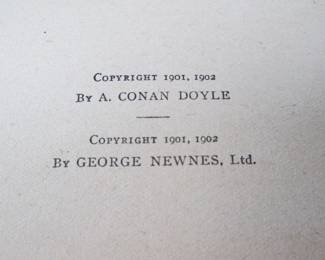 Copyright 1901, 1902
By A. CONAN DOYLE
Copyright 1901, 1902
By GEORGE NEWNES, Ltd.